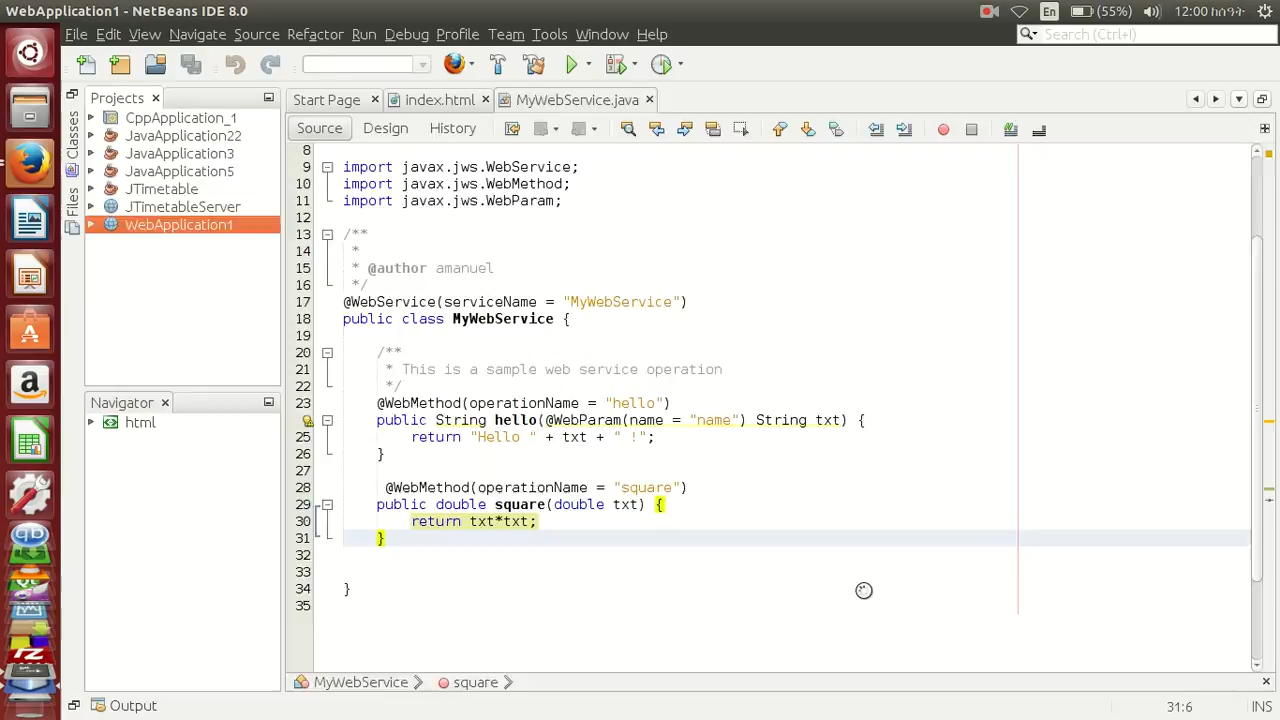 WebApplication1 - NetBeans IDE 8.0
En
(55%)
12:00 ከሰዓት
File Edit View Navigate Source Refactor Run Debug Profile Team Tools Window Help
Search (Ctrl+I)
Projects
Start Page
index.html
MyWebService.java
Source
Design
History
Classes
Files
CppApplication_1
JavaApplication22
JavaApplication3
JavaApplication5
JTimetable
JTimetableServer
WebApplication1
Navigator
html
8
9 import javax.jws.WebService;
10 import javax.jws.WebMethod;
11 import javax.jws.WebParam;
12
13 /**
14 *
15 * @author amanuel
16 */
17 @WebService(serviceName = "MyWebService")
18 public class MyWebService {
19
20 /**
21 * This is a sample web service operation
22 */
23 @WebMethod(operationName = "hello")
public String hello(@WebParam(name = "name") String txt) {
25 return "Hello " + txt + " !";
26 }
27
28 @WebMethod(operationName = "square")
29 public double square(double txt) {
30 return txt*txt;
31 }
32
33
34 }
35
MyWebService
square
Output
31:6
INS